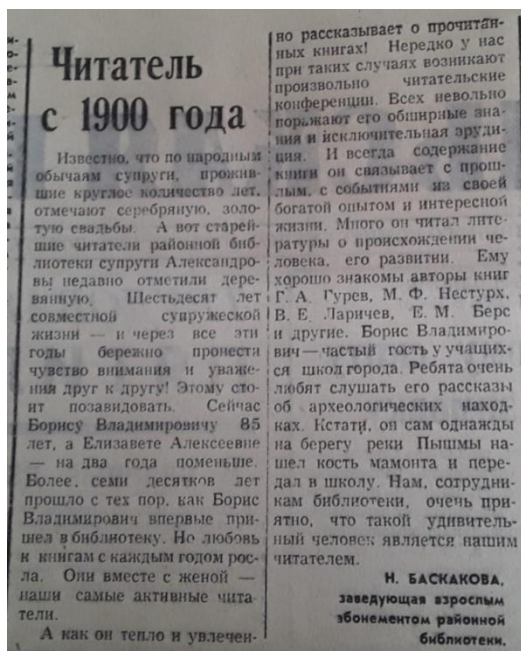 Читатель
с 1900 года
Известно, что по народным
обычаям супруги, прожив-
шие круглое количество лет,
отмечают серебряную, золо-
тую свадьбы. А вот старей-
шие читатели районной биб-
лиотеки супруги Александро-
вы недавно отметили дере-
вянную. Шестьдесят лет
совместной супружеской
жизни — и через все эти
годы бережно пронести
чувство внимания и уваже-
ния друг к другу! Этому сто-
ит позавидовать. Сейчас
Борису Владимировичу 85
лет, а Елизавете Алексеевне
— на два года поменьше.
Более, семи десятков лет
прошло с тех пор, как Борис
Владимирович впервые при-
шел в библиотеку. Но любовь
к книгам с каждым годом рос-
ла. Они вместе с женой —
наши самые активные чита-
тели.
А как он тепло и увлечен-
но рассказывает о прочитан-
ных книгах! Нередко у нас
при таких случаях возникают
произвольно читательские
конференции. Всех невольно
поражают его обширные зна-
ния и исключительная эруди-
ция. И всегда содержание
книги он связывает с прош-
лым, с событиями из своей
богатой опытом и интересной
жизни. Много он читал лите-
ратуры о происхождении че-
ловека, его развитии. Ему
хорошо знакомы авторы книг
Г. А. Гурев, М. Ф. Нестурх,
В. Е. Ларичев, Е. М. Берс
и другие. Борис Владимиро-
вич — частый гость у учащих-
ся школ города. Ребята очень
любят слушать его рассказы
об археологических наход-
ках. Кстати, он сам однажды
на берегу реки Пышмы на-
шел кость мамонта и пере-
дал в школу. Нам, сотрудни-
кам библиотеки, очень при-
ятно, что такой удивитель-
ный человек является нашим
читателем.
Н. БАСКАКОВА,
заведующая взрослым
абонементом районной
библиотеки.